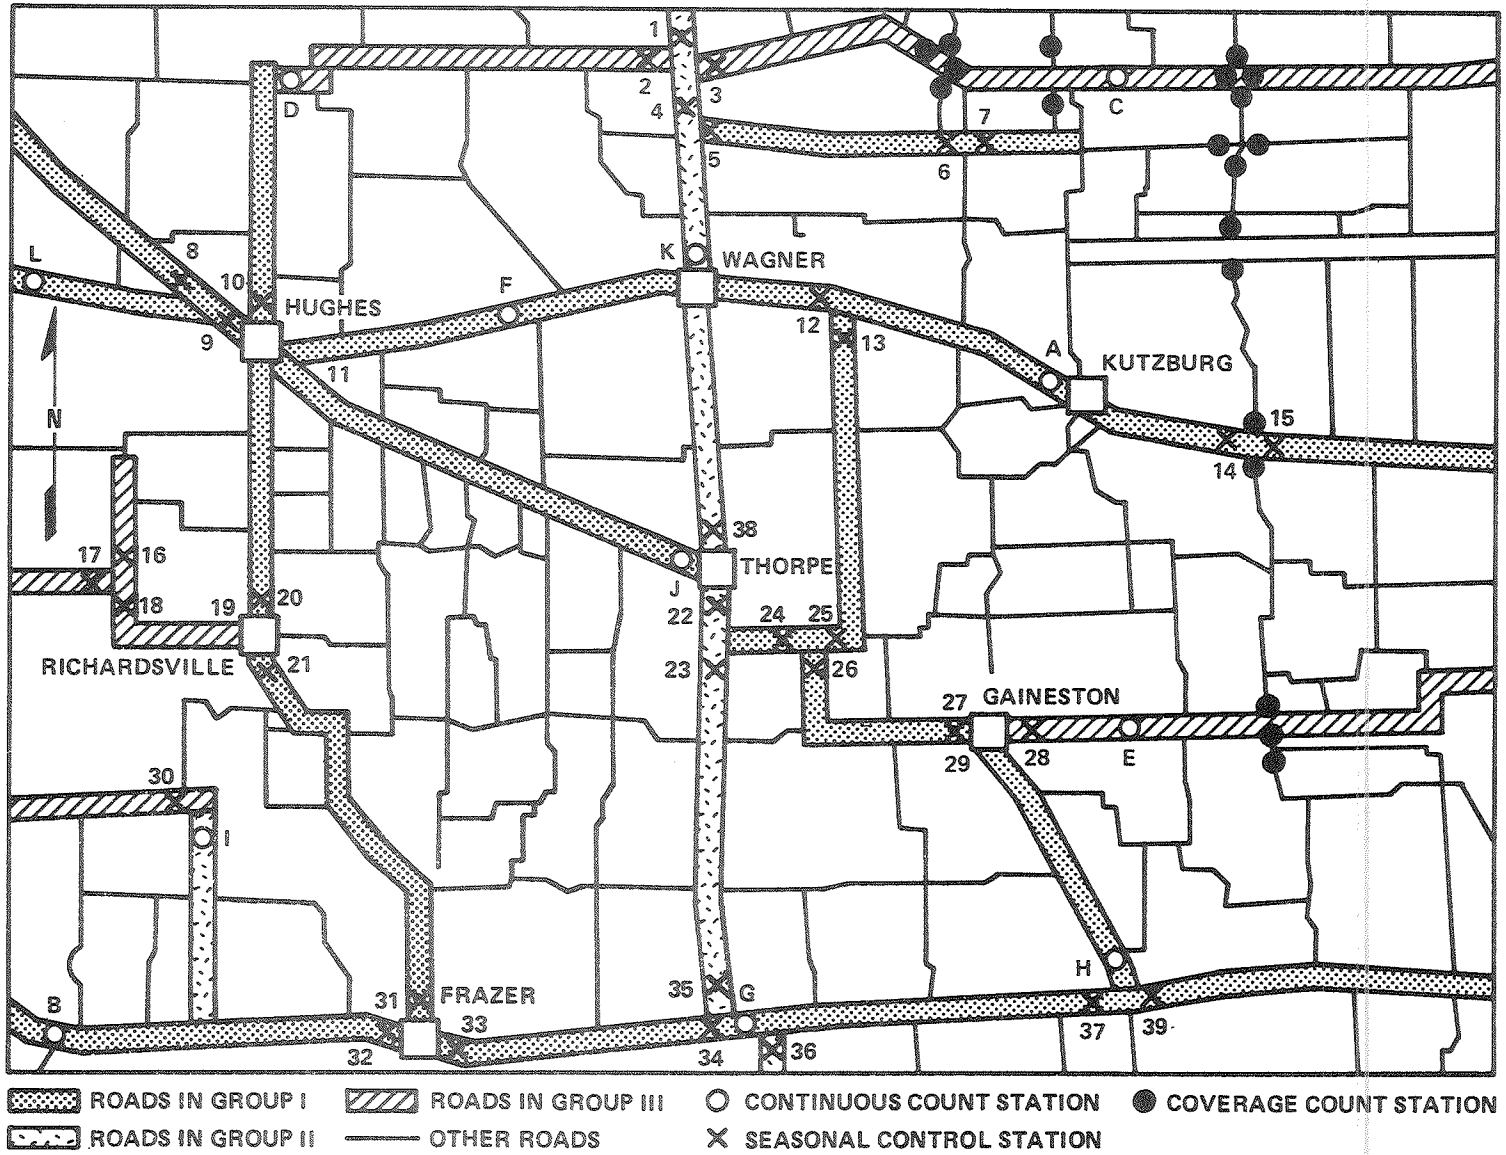 1
2
3
D
C
4
7
5
6
L
8
K
WAGNER
10
F
HUGHES
12
9
13
A
11
KUTZBURG
N
15
14
38
17
16
THORPE
J
18
19
20
22
24
25
RICHARDSVILLE
21
23
26
27
GAINESTON
28
29
E
30
I
H
B
31
FRAZER
35
G
33
32
34
36
37
39
ROADS IN GROUP I
ROADS IN GROUP III
CONTINUOUS COUNT STATION
COVERAGE COUNT STATION
ROADS IN GROUP II
OTHER ROADS
SEASONAL CONTROL STATION